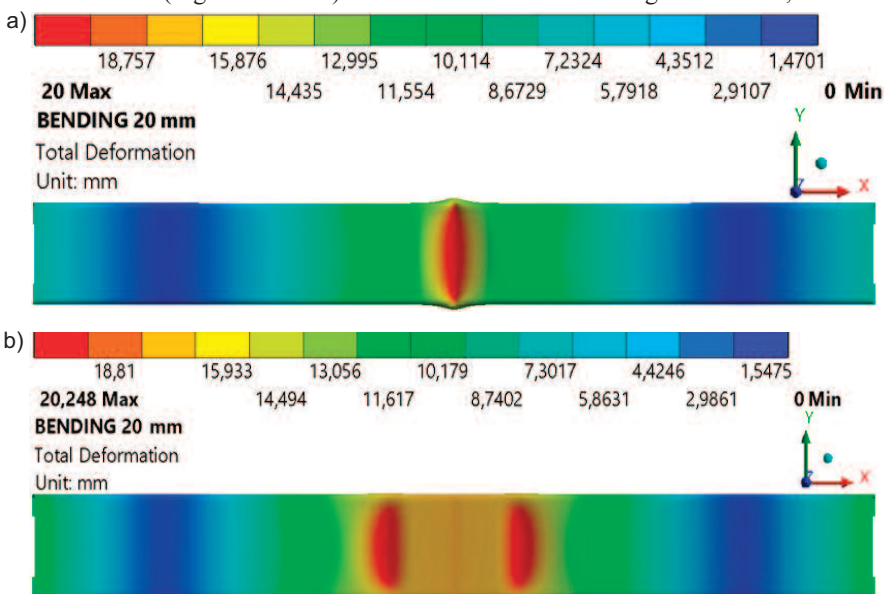 a)
18,757 15,876 12,995 10,114 7,2324 4,3512 1,4701
20 Max 14,435 11,554 8,6729 5,7918 2,9107 0 Min
BENDING 20 mm
Total Deformation
Unit: mm
Y
Z
X
b)
18,81 15,933 13,056 10,179 7,3017 4,4246 1,5475
20,248 Max 14,494 11,617 8,7402 5,8631 2,9861 0 Min
BENDING 20 mm
Total Deformation
Unit: mm
Y
X